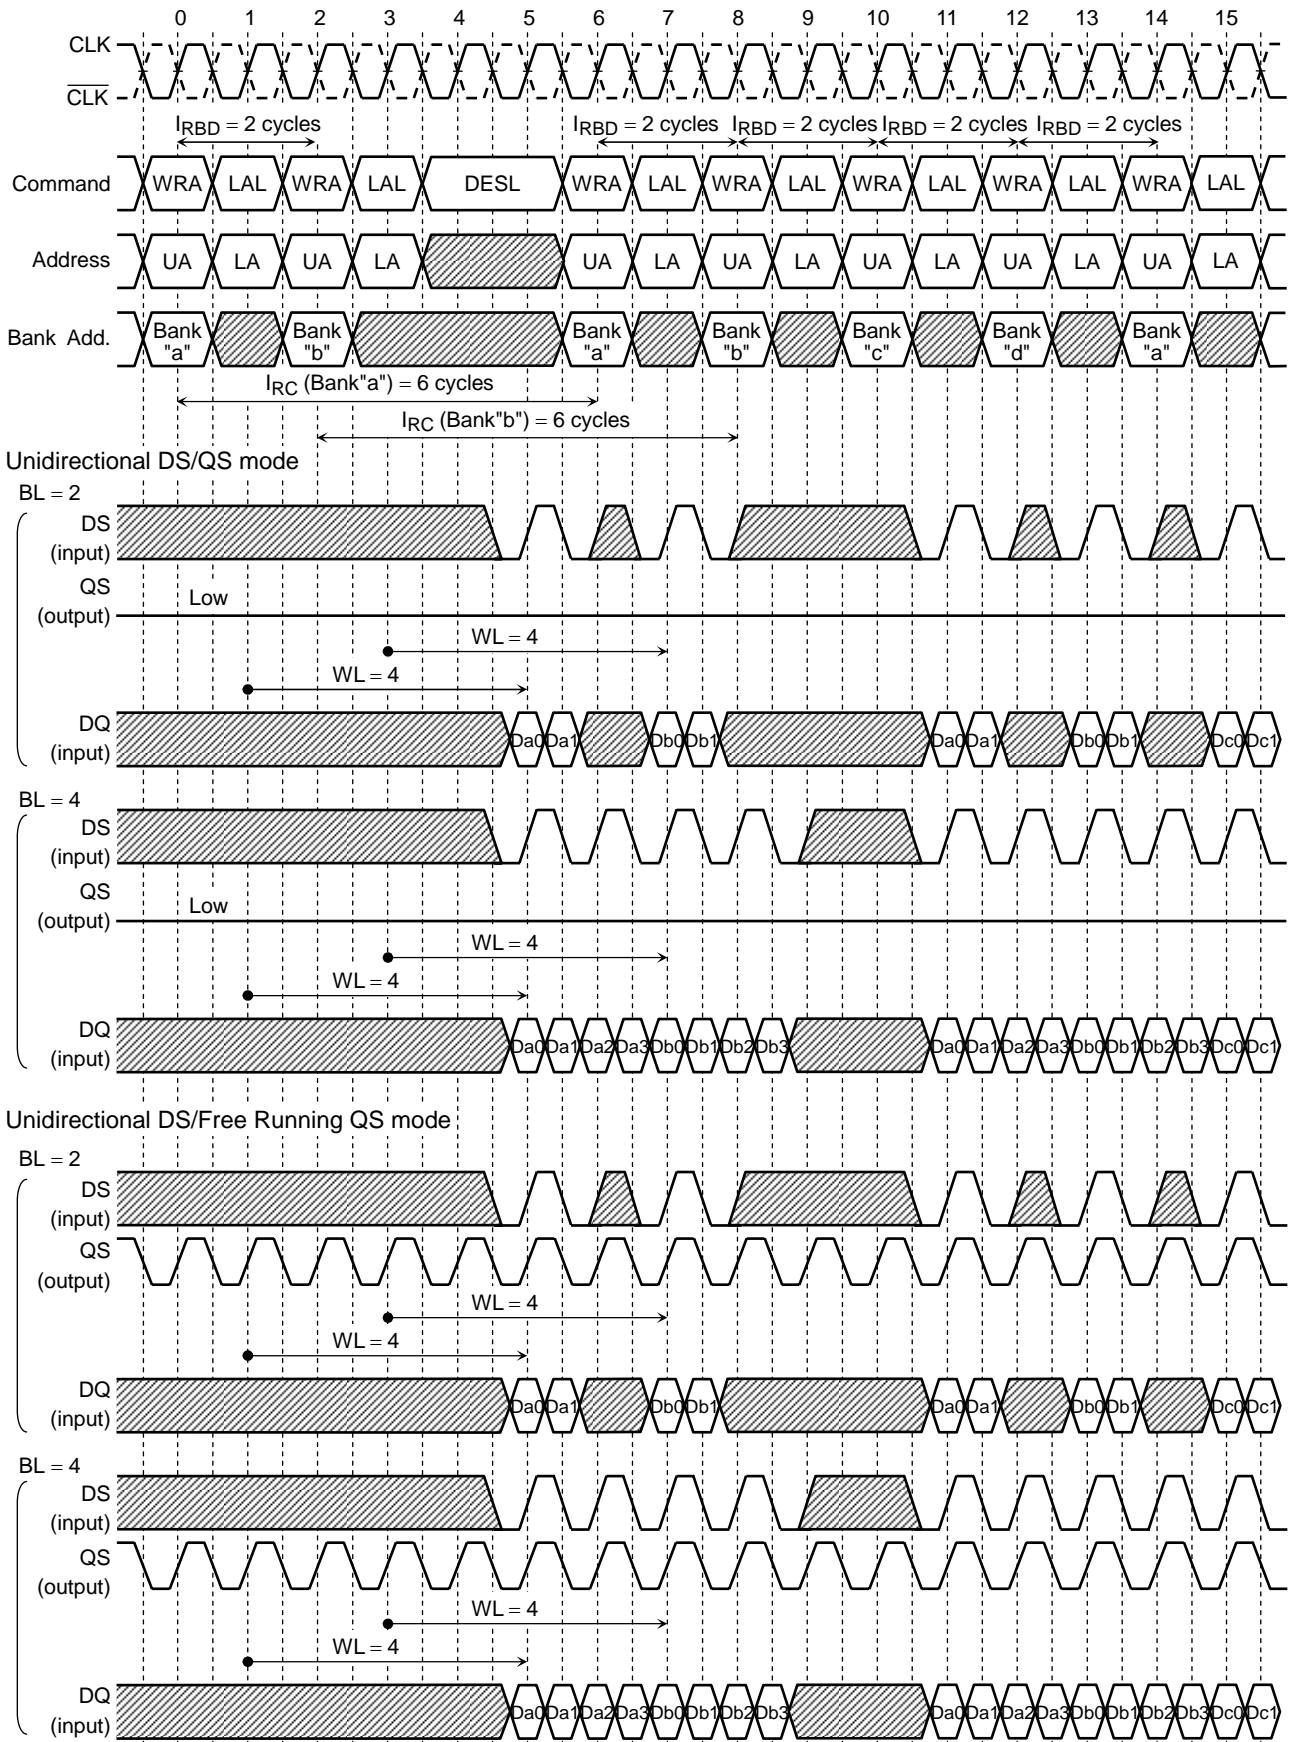 0 1 2 3 4 5 6 7 8 9 10 11 12 13 14 15
CLK
CLK
IRBD = 2 cycles IRBD = 2 cycles IRBD = 2 cycles IRBD = 2 cycles IRBD = 2 cycles
Command WRA LAL WRA LAL DESL WRA LAL WRA LAL WRA LAL WRA LAL WRA LAL
Address UA LA UA LA UA LA UA LA UA LA UA LA UA LA
Bank Add. Bank "a" Bank "b" Bank "a" Bank "b" Bank "c" Bank "d" Bank "a"
IRC (Bank"a") = 6 cycles
IRC (Bank"b") = 6 cycles
Unidirectional DS/QS mode
BL = 2
DS
(input)
QS
(output) Low
WL = 4
WL = 4
DQ
(input) Da0 Da1 Db0 Db1 Da0 Da1 Db0 Db1 Dc0 Dc1
BL = 4
DS
(input)
QS
(output) Low
WL = 4
WL = 4
DQ
(input) Da0 Da1 Da2 Da3 Db0 Db1 Db2 Db3 Da0 Da1 Da2 Da3 Db0 Db1 Db2 Db3 Dc0 Dc1
Unidirectional DS/Free Running QS mode
BL = 2
DS
(input)
QS
(output)
WL = 4
WL = 4
DQ
(input) Da0 Da1 Db0 Db1 Da0 Da1 Db0 Db1 Dc0 Dc1
BL = 4
DS
(input)
QS
(output)
WL = 4
WL = 4
DQ
(input) Da0 Da1 Da2 Da3 Db0 Db1 Db2 Db3 Da0 Da1 Da2 Da3 Db0 Db1 Db2 Db3 Dc0 Dc1